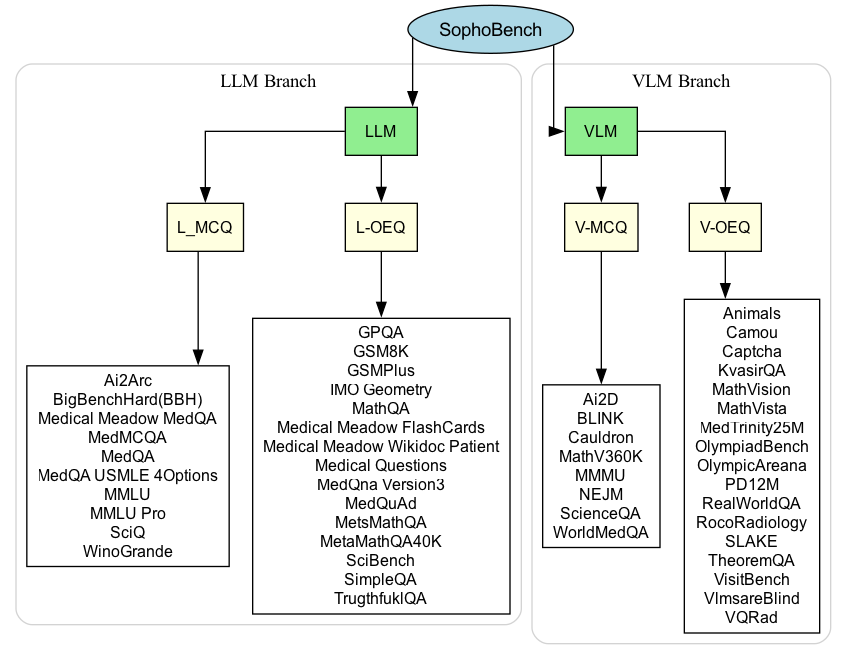 SophoBench
LLM Branch
VLM Branch
LLM
VLM
L_MCQ
L-OEQ
V-MCQ
V-OEQ
Ai2Arc
BigBenchHard(BBH)
Medical Meadow MedQA
MedMCQA
MedQA
MedQA USMLE 4Options
MMLU
MMLU Pro
SciQ
WinoGrande
GPQA
GSM8K
GSMPlus
IMO Geometry
MathQA
Medical Meadow FlashCards
Medical Meadow Wikidoc Patient
Medical Questions
MedQna Version3
MedQuAd
MetsMathQA
MetaMathQA40K
SciBench
SimpleQA
TrugthfuklQA
Ai2D
BLINK
Cauldron
MathV360K
MMMU
NEJM
ScienceQA
WorldMedQA
Animals
Camou
Captcha
KvasirQA
MathVision
MathVista
MedTrinity25M
OlympiadBench
OlympicAreana
PD12M
RealWorldQA
RocoRadiology
SLAKE
TheoremQA
VisitBench
VlmsareBlind
VQRad